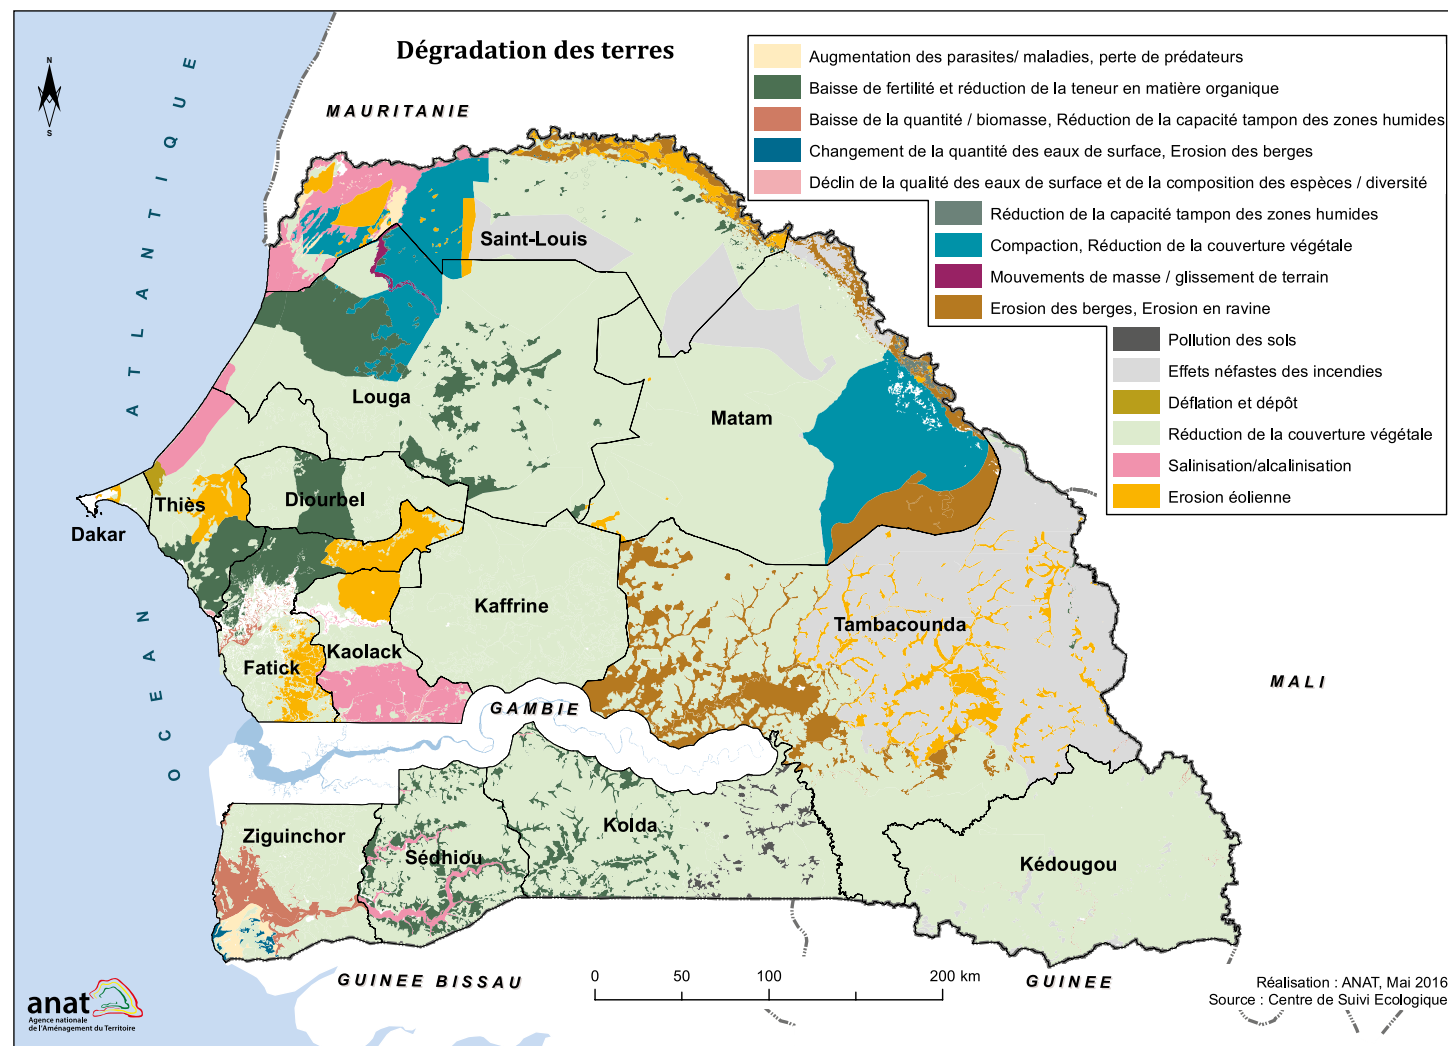 Dégradation des terres
Augmentation des parasites/ maladies, perte de prédateurs
Baisse de fertilité et réduction de la teneur en matière organique
Baisse de la quantité / biomasse, Réduction de la capacité tampon des zones humides
Changement de la quantité des eaux de surface, Erosion des berges
Déclin de la qualité des eaux de surface et de la composition des espèces / diversité
Réduction de la capacité tampon des zones humides
Compaction, Réduction de la couverture végétale
Mouvements de masse / glissement de terrain
Erosion des berges, Erosion en ravine
Pollution des sols
Effets néfastes des incendies
Déflation et dépôt
Réduction de la couverture végétale
Salinisation/alcalinisation
Erosion éolienne
N
S
MAURITANIE
OCEAN ATLANTIQUE
Saint-Louis
Louga
Matam
Thiès
Diourbel
Dakar
Kaffrine
Tambacounda
Fatick
Kaolack
MALI
GAMBIE
Ziguinchor
Sédhiou
Kolda
Kédougou
GUINEE BISSAU
GUINEE
0 50 100 200 km
anat
Agence nationale
de l'Aménagement du Territoire
Réalisation : ANAT, Mai 2016
Source : Centre de Suivi Ecologique